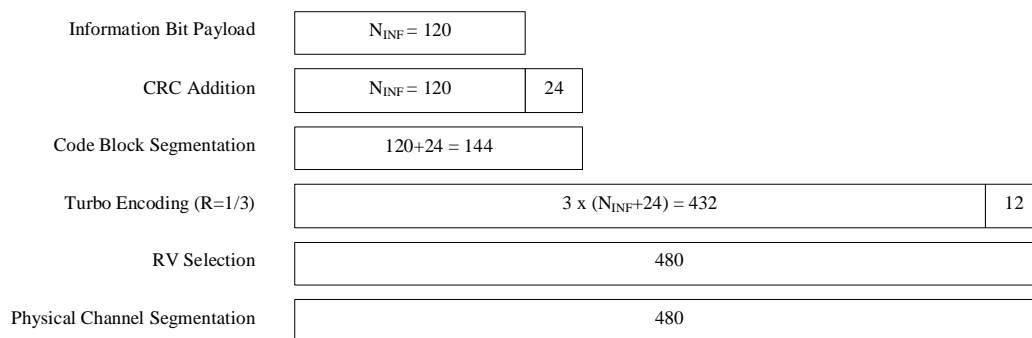 Information Bit Payload N_INF = 120
CRC Addition N_INF = 120 24
Code Block Segmentation 120+24 = 144
Turbo Encoding (R=1/3) 3 x (N_INF+24) = 432 12
RV Selection 480
Physical Channel Segmentation 480